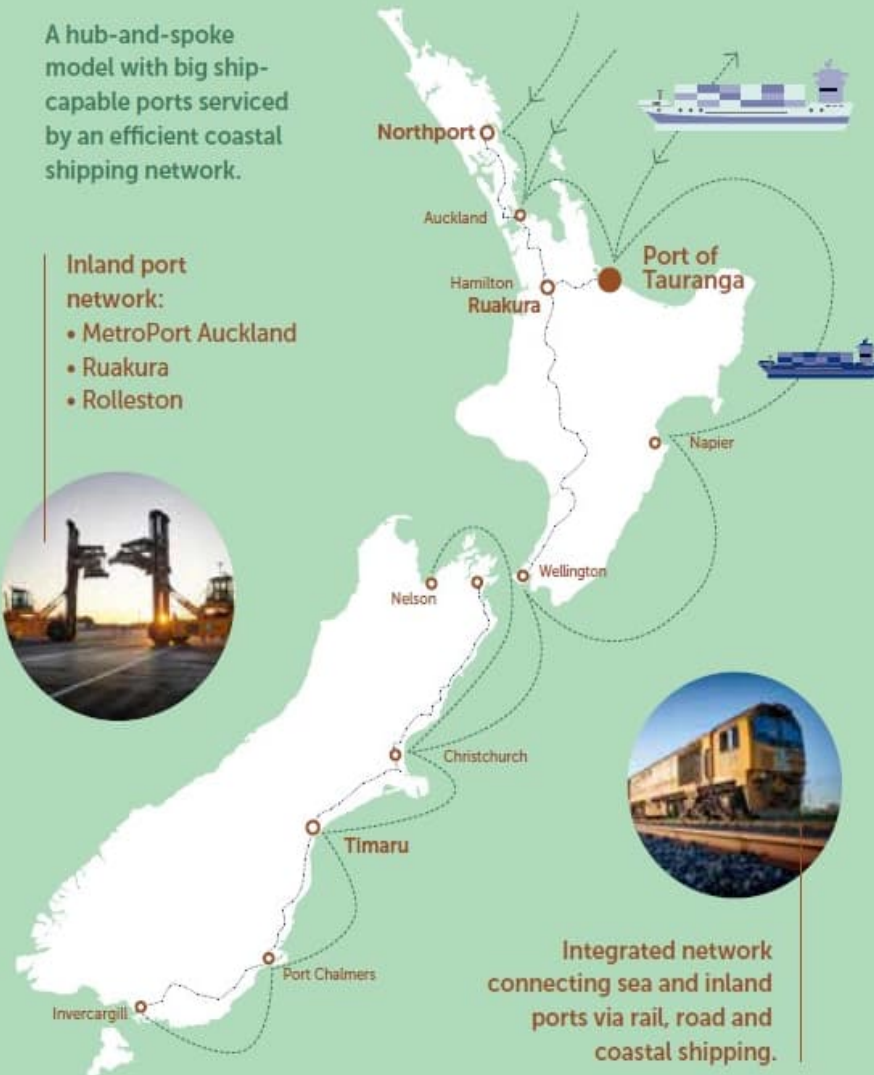 A hub-and-spoke
model with big ship-
capable ports serviced
by an efficient coastal
shipping network.
Northport
Auckland
Inland port
network:
• MetroPort Auckland
• Ruakura
• Rolleston
Port of
Tauranga
Hamilton
Ruakura
Napier
Wellington
Nelson
Christchurch
Timaru
Port Chalmers
Invercargill
Integrated network
connecting sea and inland
ports via rail, road and
coastal shipping.